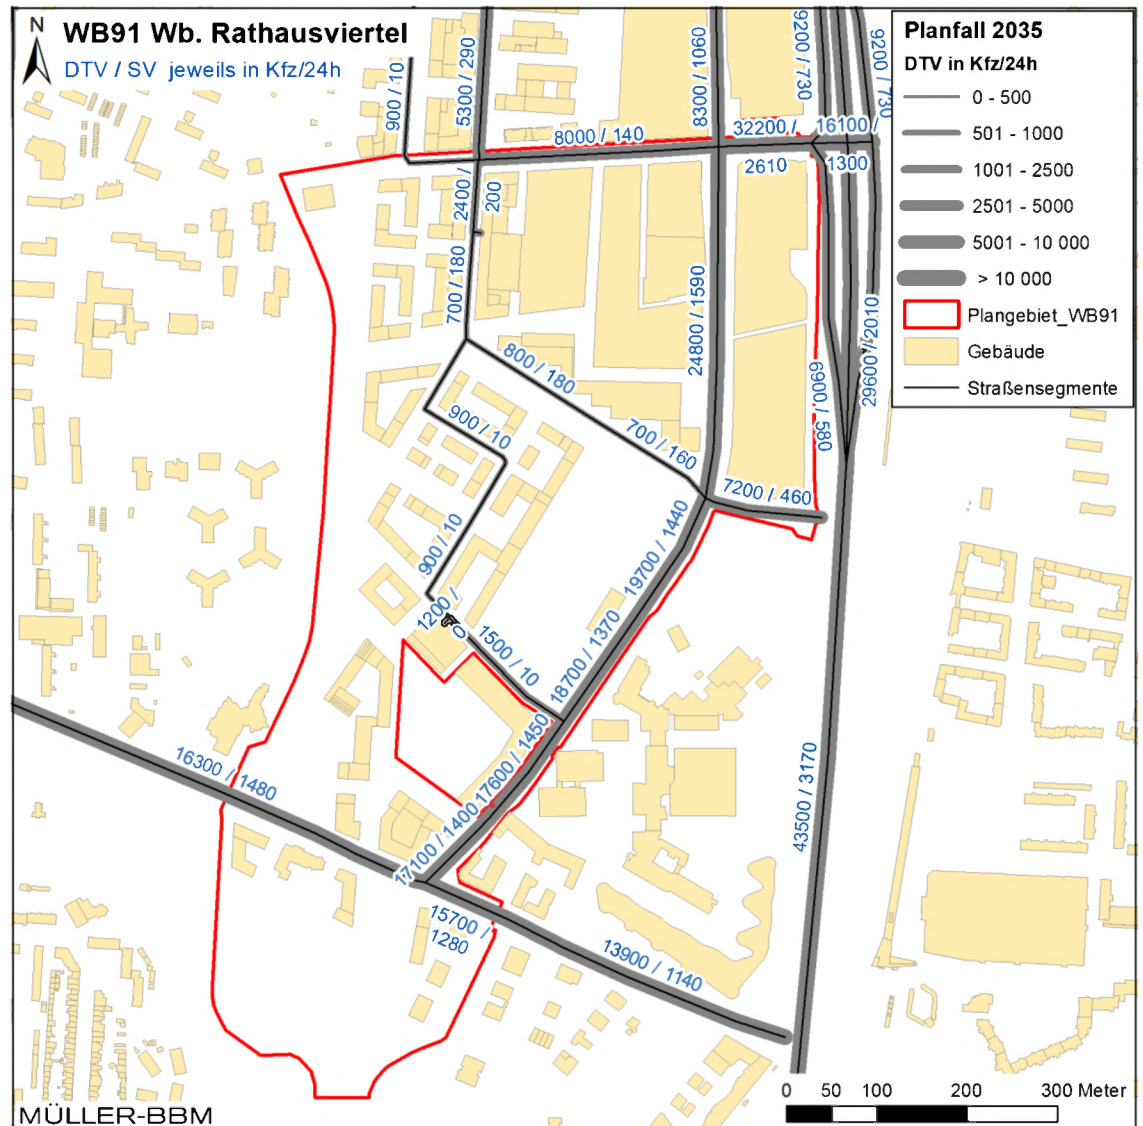 N
WB91 Wb. Rathausviertel
DTV / SV jeweils in Kfz/24h
Planfall 2035
DTV in Kfz/24h
0 - 500
501 - 1000
1001 - 2500
2501 - 5000
5001 - 10 000
> 10 000
Plangebiet_WB91
Gebäude
Straßensegmente
900 / 10
5300 / 290
8300 / 1060
9200 / 730
9200 / 730
8000 / 140
32200 /
2610
16100 /
1300
2400 /
200
700 / 180
24800 / 1590
29600 / 2010
6900 / 580
800 / 180
900 / 10
700 / 160
7200 / 460
900 / 10
19700 / 1440
1200 /
1500 / 10
18700 / 1370
17600 / 1450
17100 / 1400
16300 / 1480
43500 / 3170
15700 /
1280
13900 / 1140
0 50 100 200 300 Meter
MÜLLER-BBM